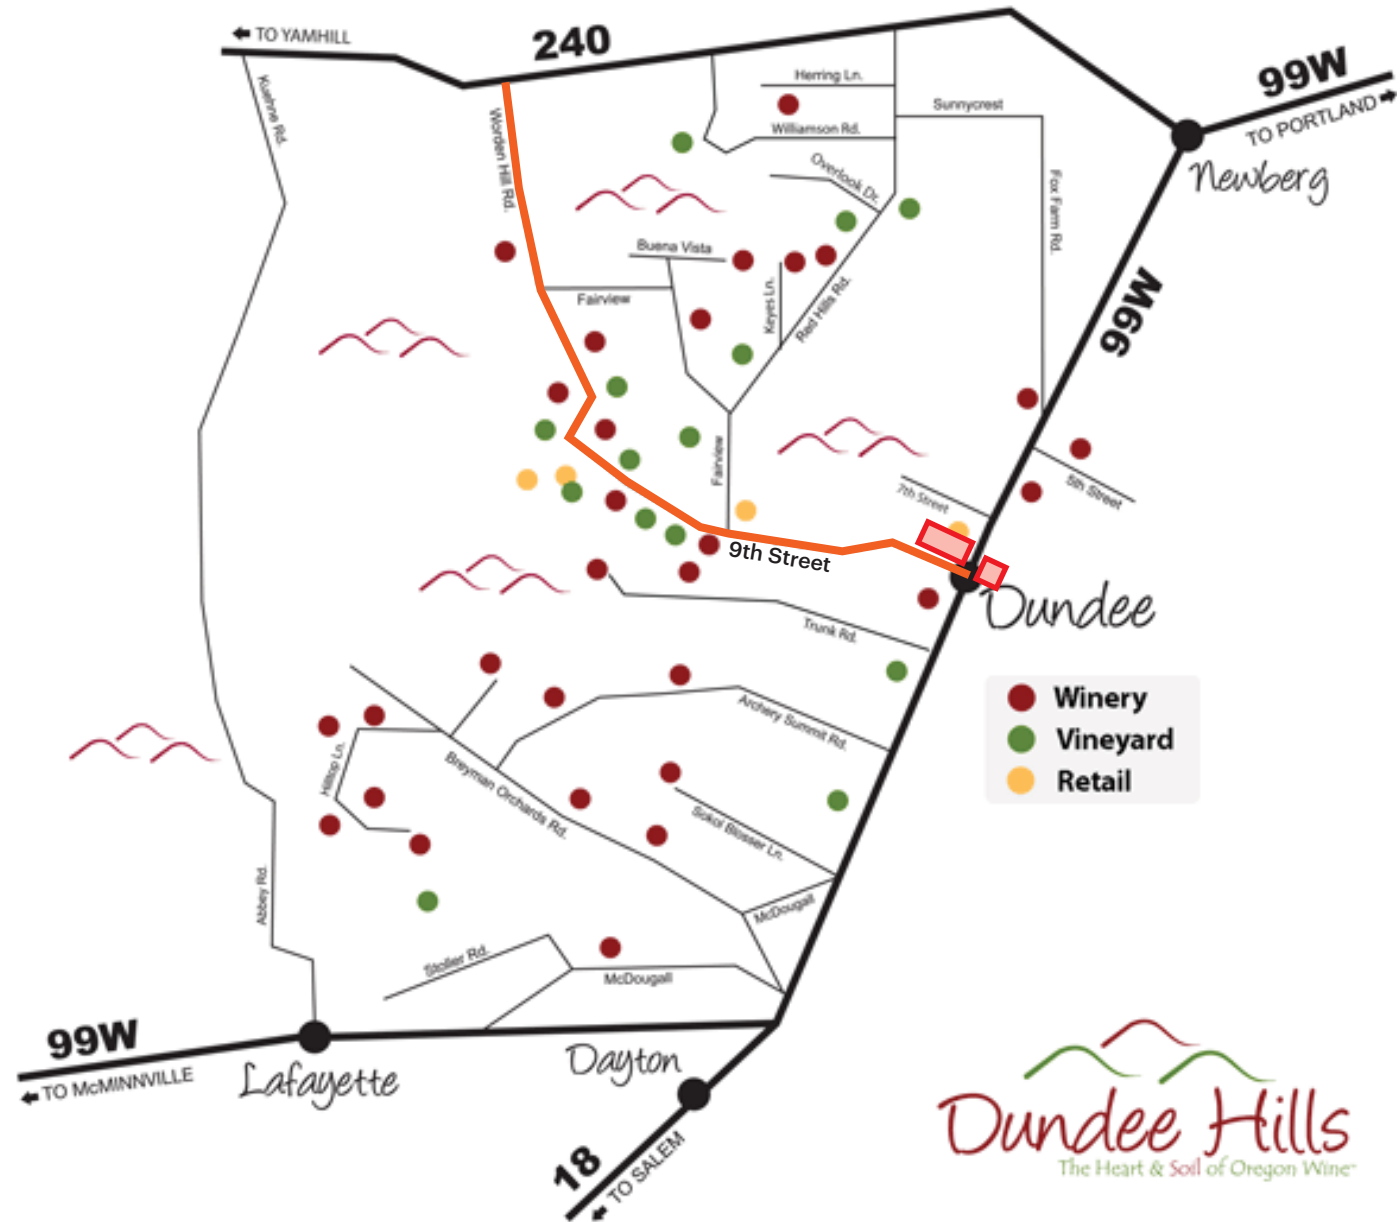 TO YAMHILL
240
99W
TO PORTLAND
Newberg
Kuehne Rd.
Worden Hill Rd.
Herring Ln.
Williamson Rd.
Sunnycrest
Overlook Dr.
Fox Farm Rd.
Buena Vista
Keyes Ln.
Red Hills Rd.
Fairview
99W
Fairview
7th Street
5th Street
9th Street
Dundee
Trunk Rd.
Archery Summit Rd.
Winery
Vineyard
Retail
Hilltop Ln.
Breyman Orchards Rd.
Sokol Blosser Ln.
Abbey Rd.
McDougall
Stoller Rd.
McDougall
99W
TO McMINNVILLE
Lafayette
Dayton
18
TO SALEM
Dundee Hills
The Heart & Soil of Oregon Wine